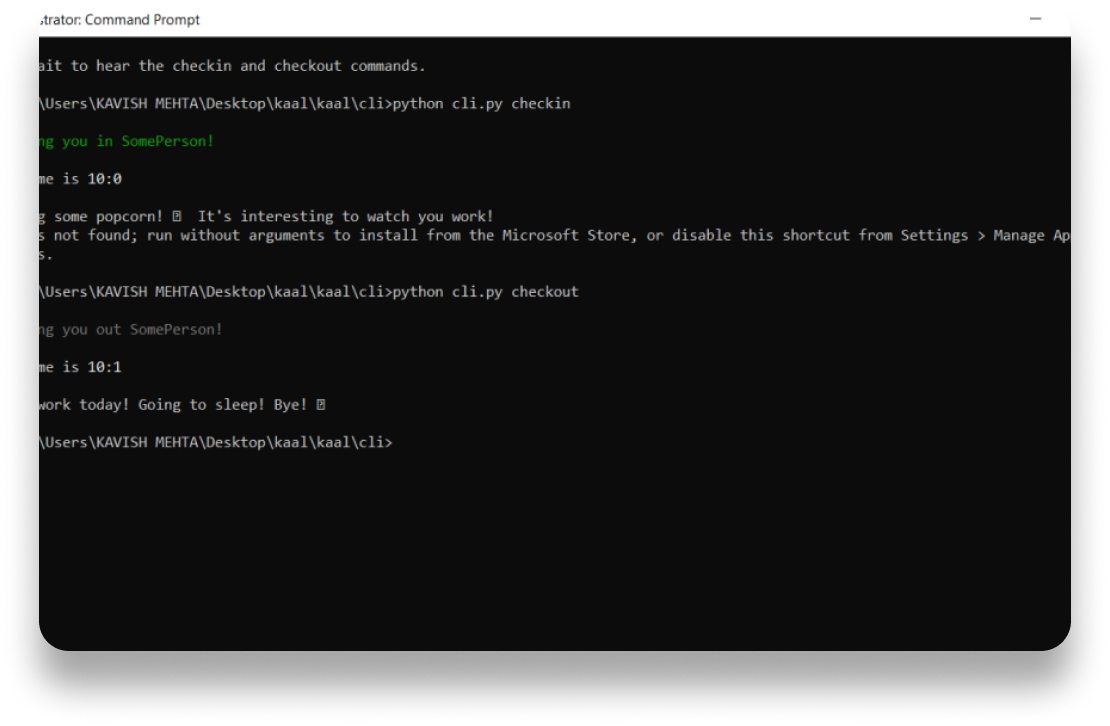 trator: Command Prompt
ait to hear the checkin and checkout commands.
\Users\KAVISH MEHTA\Desktop\kaal\kaal\cli>python cli.py checkin
ng you in SomePerson!
me is 10:0
g some popcorn! ⍰  It's interesting to watch you work!
s not found; run without arguments to install from the Microsoft Store, or disable this shortcut from Settings > Manage Ap
s.
\Users\KAVISH MEHTA\Desktop\kaal\kaal\cli>python cli.py checkout
ng you out SomePerson!
me is 10:1
work today! Going to sleep! Bye! ⍰
\Users\KAVISH MEHTA\Desktop\kaal\kaal\cli>